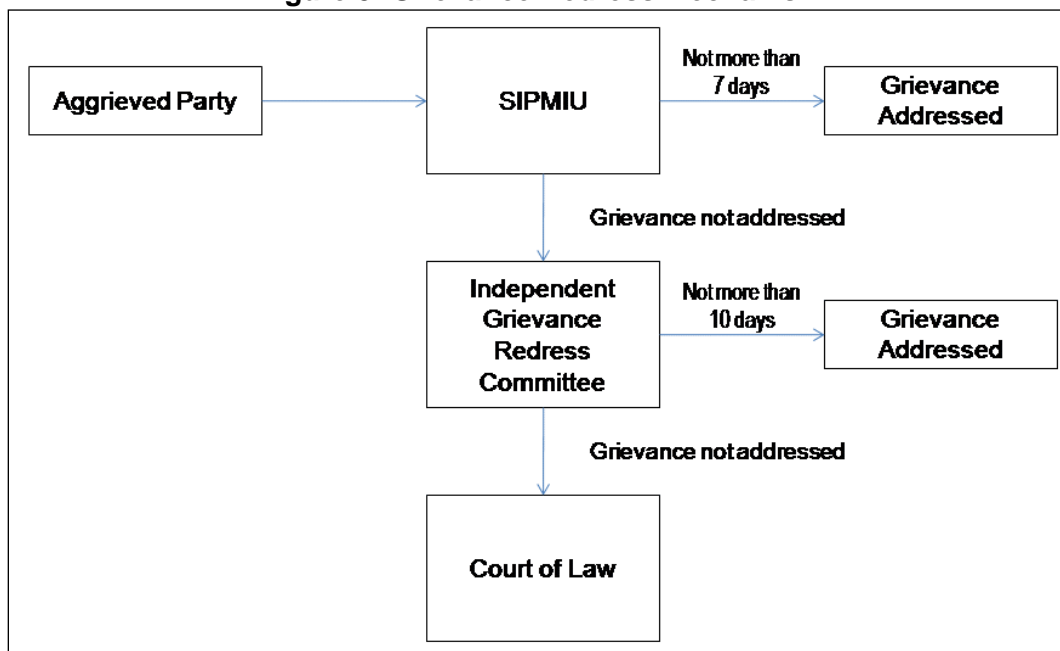 Aggrieved Party
SIPMIU
Not more than
7 days
Grievance
Addressed
Grievance not addressed
Independent
Grievance
Redress
Committee
Not more than
10 days
Grievance
Addressed
Grievance not addressed
Court of Law